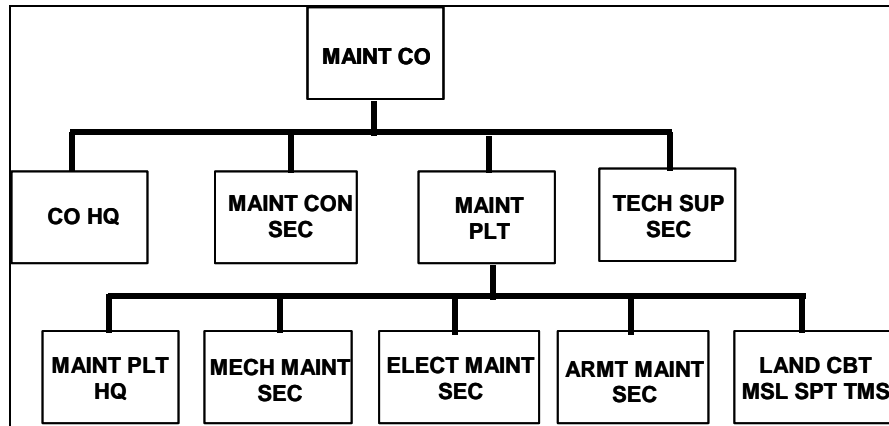 MAINT CO
CO HQ
MAINT CON
SEC
MAINT
PLT
TECH SUP
SEC
MAINT PLT
HQ
MECH MAINT
SEC
ELECT MAINT
SEC
ARMT MAINT
SEC
LAND CBT
MSL SPT TMS